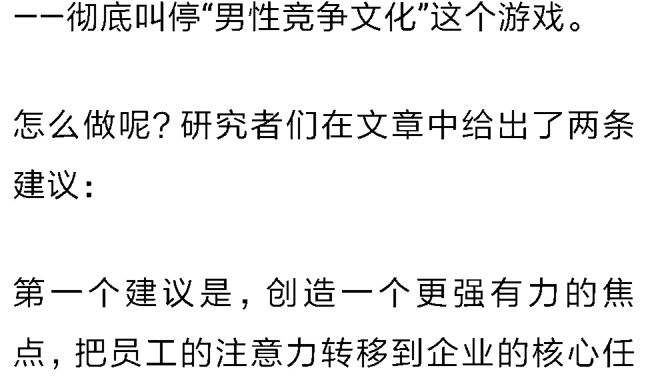 ——彻底叫停“男性竞争文化”这个游戏。
怎么做呢？研究者们在文章中给出了两条
建议：
第一个建议是，创造一个更强有力的焦
点，把员工的注意力转移到企业的核心任